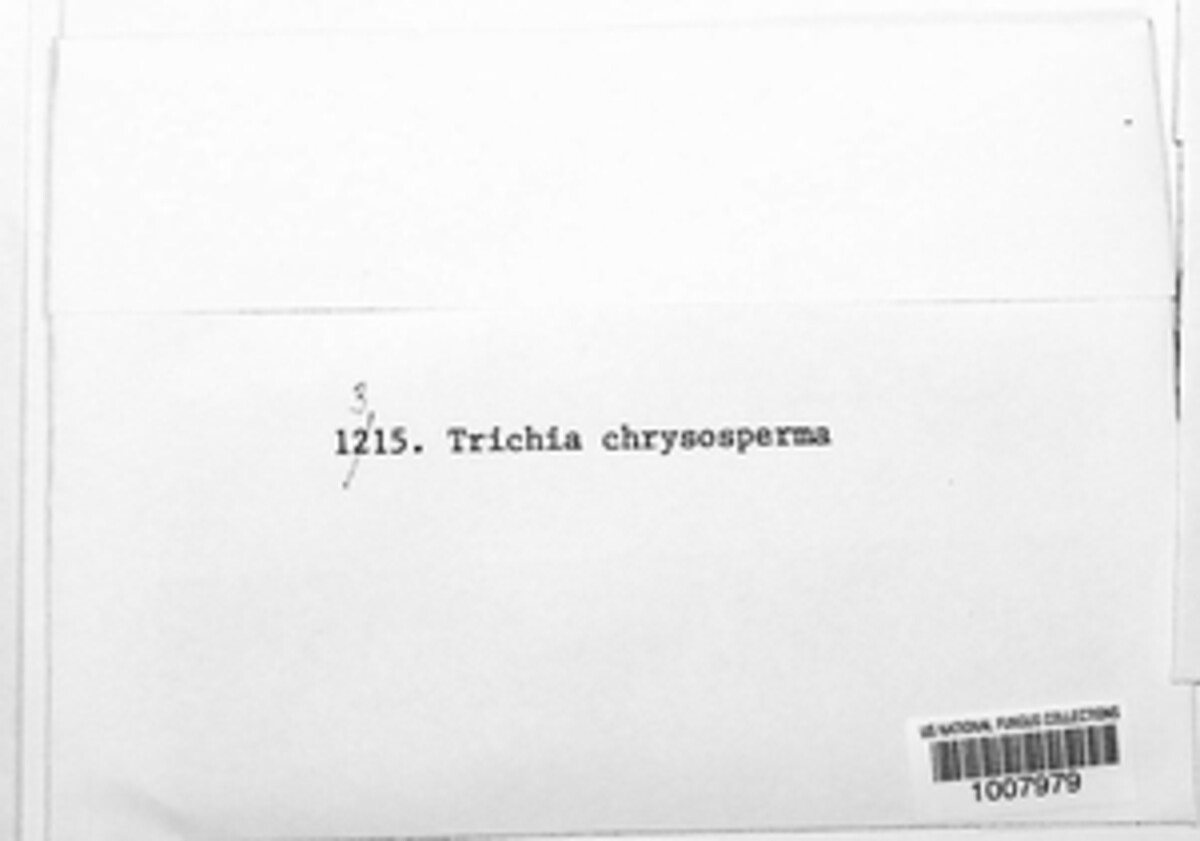 3
1215. Trichia chrysosperma
US NATIONAL FUNGUS COLLECTIONS
1007979